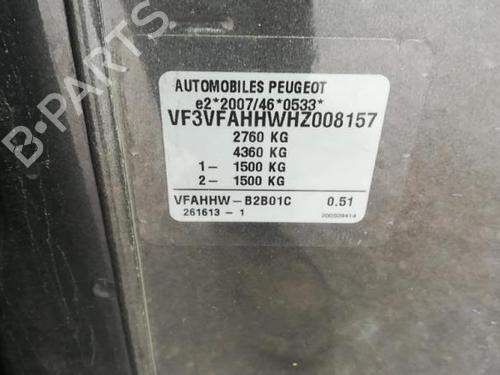 AUTOMOBILES PEUGEOT
e2*2007/46*0533*
VF3VFAHHWHZ008157
2760 KG
4360 KG
1- 1500 KG
2- 1500 KG
VFAHHW-B2B01C 0.51
261613-1 200509414